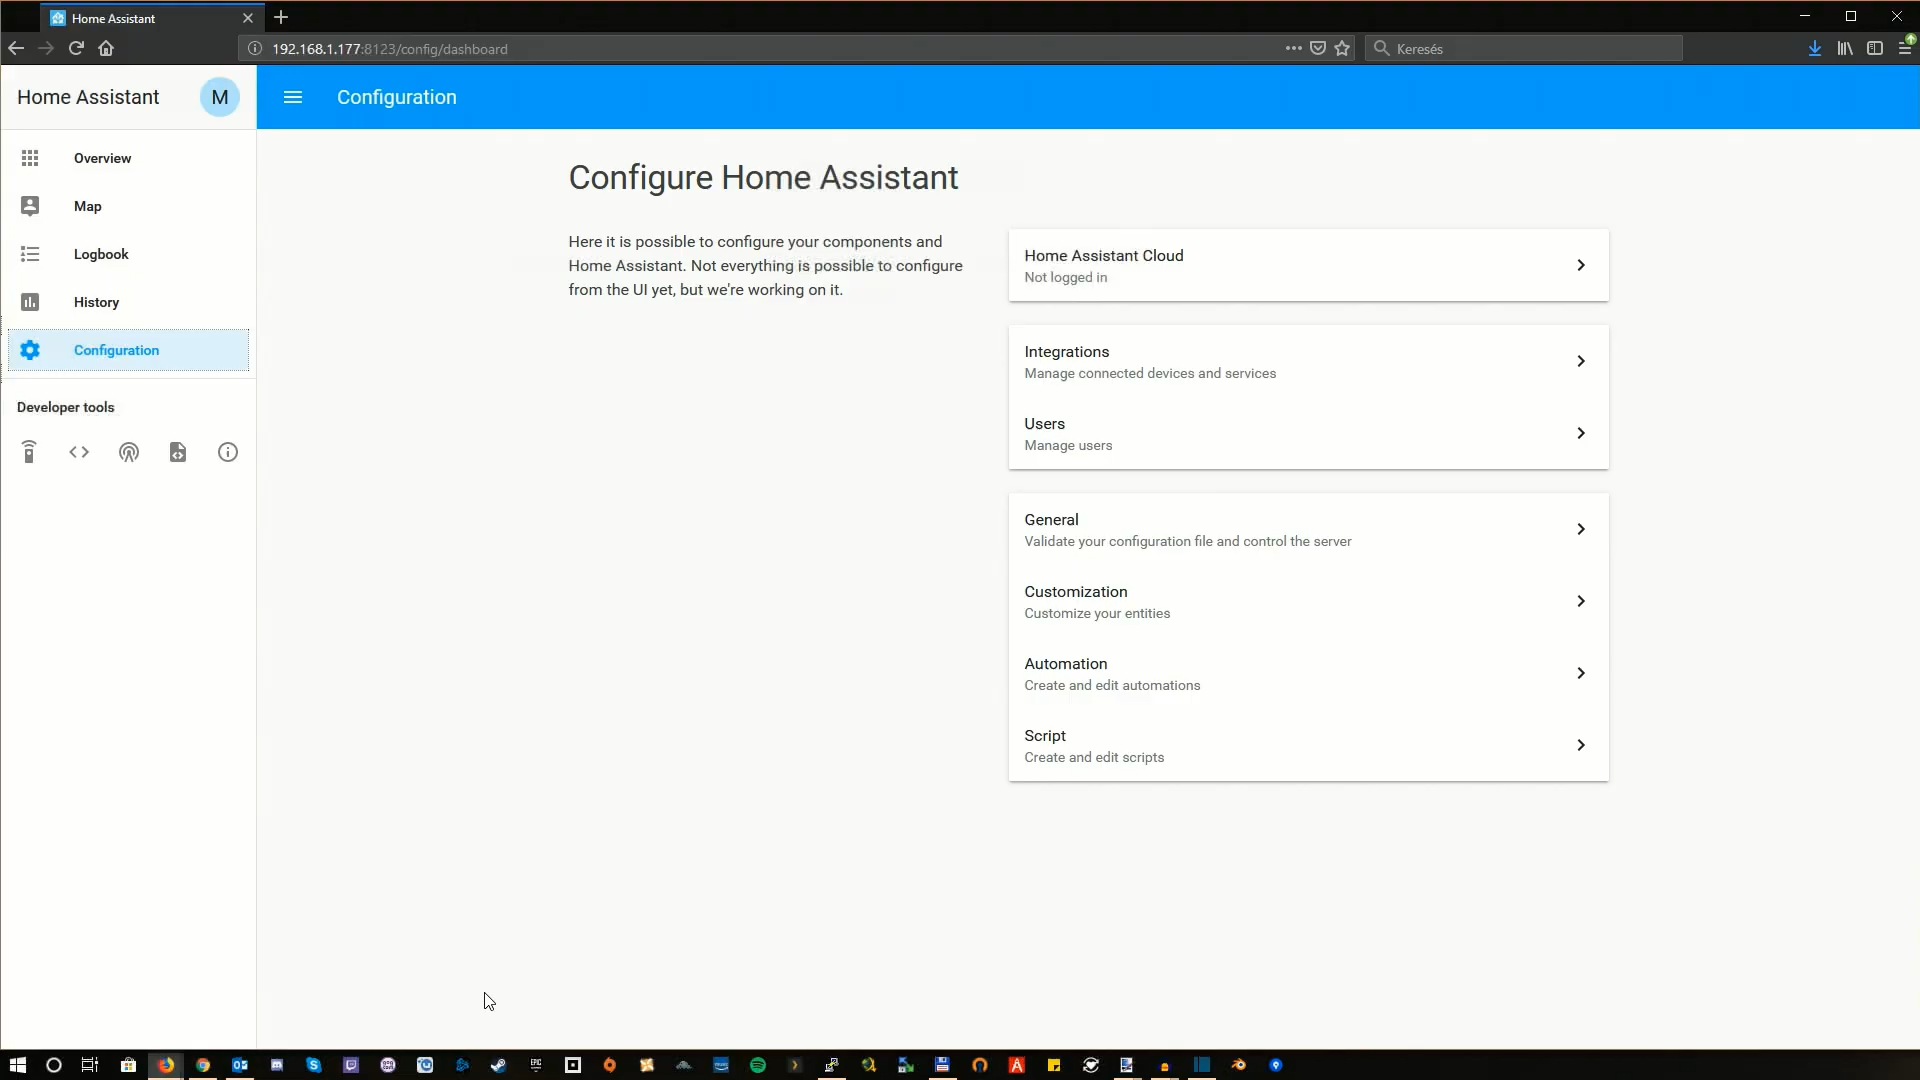 Home Assistant
192.168.1.177:8123/config/dashboard
Keresés
Home Assistant
M
Configuration
Overview
Map
Logbook
History
Configuration
Developer tools
Configure Home Assistant
Here it is possible to configure your components and
Home Assistant. Not everything is possible to configure
from the UI yet, but we're working on it.
Home Assistant Cloud
Not logged in
Integrations
Manage connected devices and services
Users
Manage users
General
Validate your configuration file and control the server
Customization
Customize your entities
Automation
Create and edit automations
Script
Create and edit scripts